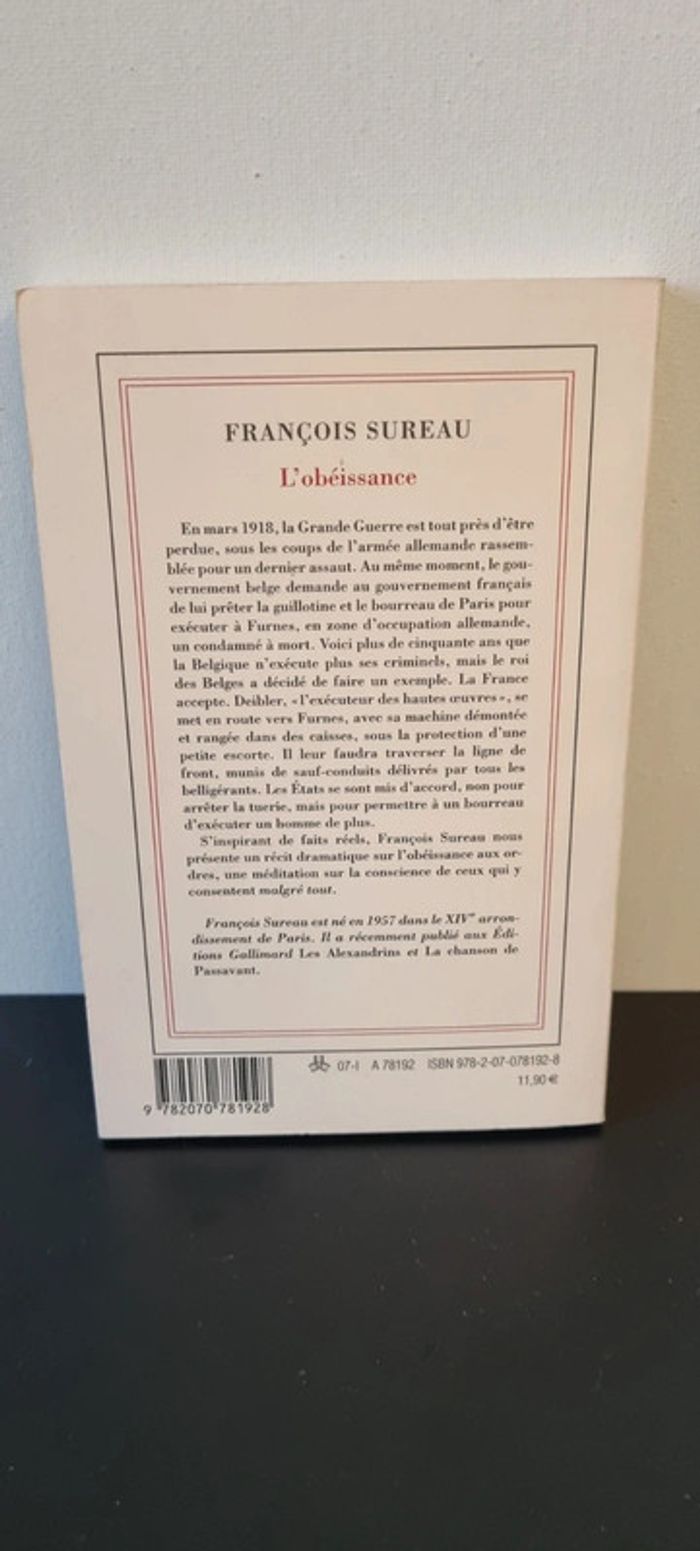 FRANÇOIS SUREAU
L'obéissance
En mars 1918, la Grande Guerre est tout près d'être
perdue, sous les coups de l'armée allemande rassem-
blée pour un dernier assaut. Au même moment, le gou-
vernement belge demande au gouvernement français
de lui prêter la guillotine et le bourreau de Paris pour
exécuter à Furnes, en zone d'occupation allemande,
un condamné à mort. Voici plus de cinquante ans que
la Belgique n'exécute plus ses criminels, mais le roi
des Belges a décidé de faire un exemple. La France
accepte. Deibler, «l'exécuteur des hautes œuvres», se
met en route vers Furnes, avec sa machine démontée
et rangée dans des caisses, sous la protection d'une
petite escorte. Il leur faudra traverser la ligne de
front, munis de sauf-conduits délivrés par tous les
belligérants. Les États se sont mis d'accord, non pour
arrêter la tuerie, mais pour permettre à un bourreau
d'exécuter un homme de plus.
S'inspirant de faits réels, François Sureau nous
présente un récit dramatique sur l'obéissance aux or-
dres, une méditation sur la conscience de ceux qui y
consentent malgré tout.
François Sureau est né en 1957 dans le XIVe arron-
dissement de Paris. Il a récemment publié aux Édi-
tions Gallimard Les Alexandrins et La chanson de
Passavant.
07-I A 78192 ISBN 978-2-07-078192-8
11,90 €
9 782070 781928